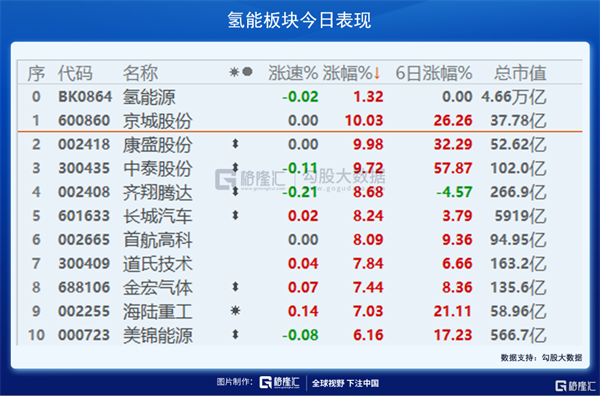 氢能板块今日表现
序 代码 名称 涨速% 涨幅%↓ 6日涨幅% 总市值
0 BK0864 氢能源 -0.02 1.32 0.00 4.66万亿
1 600860 京城股份 0.00 10.03 26.26 37.78亿
2 002418 康盛股份 0.00 9.98 32.29 52.62亿
3 300435 中泰股份 -0.11 9.72 57.87 102.0亿
4 002408 齐翔腾达 -0.21 8.68 -4.57 266.9亿
5 601633 长城汽车 0.02 8.24 3.79 5919亿
6 002665 首航高科 0.00 8.09 9.36 94.95亿
7 300409 道氏技术 0.04 7.84 6.66 163.2亿
8 688106 金宏气体 0.07 7.44 8.36 135.6亿
9 002255 海陆重工 0.14 7.03 21.11 58.96亿
10 000723 美锦能源 -0.08 6.16 17.23 566.7亿
格隆汇 勾股大数据
数据支持：勾股大数据
图片制作： 格隆汇 全球视野 下注中国
格隆汇